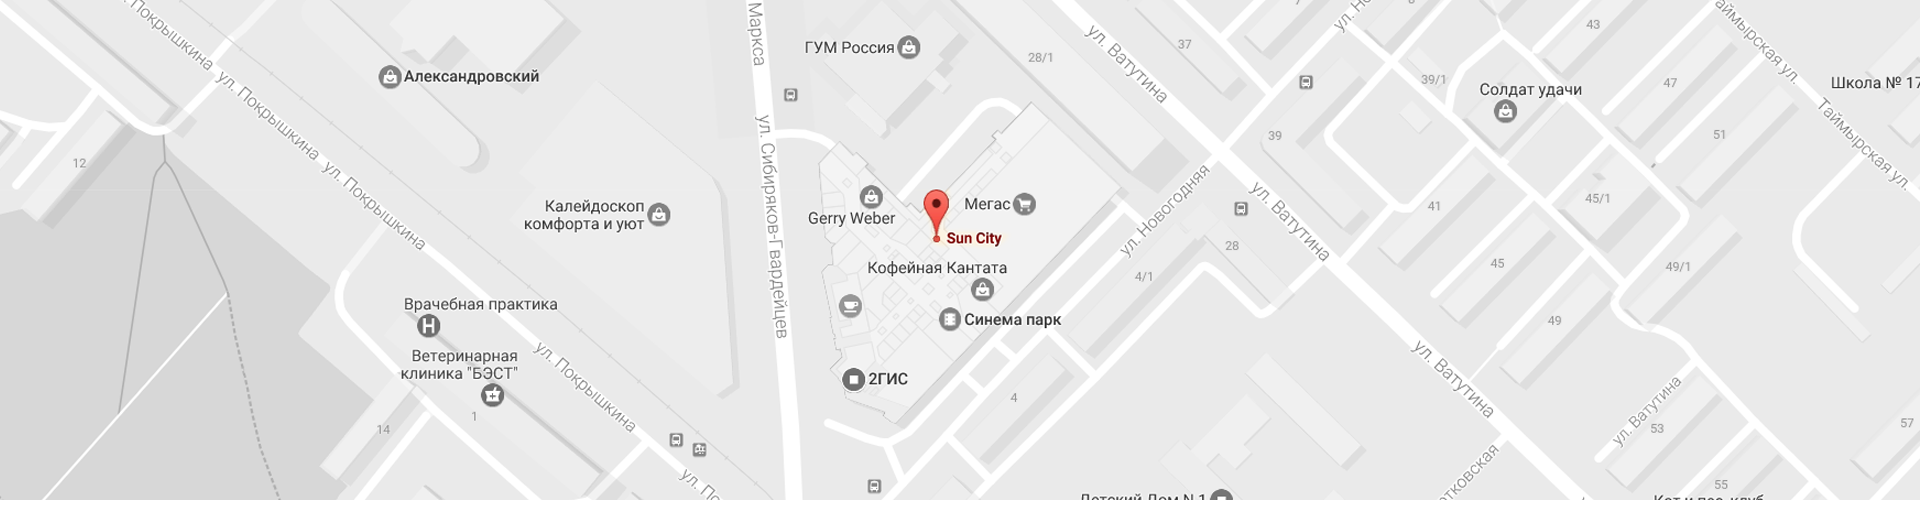 Покрышкина
ул. Покрышкина
ул. Покрышкина
ул. Покрышкина
Маркса
ул. Сибиряков-Гвардейцев
ГУМ Россия
Александровский
28/1
37
43
ул. Ватутина
39/1
47
Солдат удачи
Школа № 17
Таймырская ул.
Таймырская ул.
39
51
12
Калейдоскоп
комфорта и уют
Gerry Weber
Мегас
Sun City
Кофейная Кантата
Синема парк
2ГИС
ул. Новогодняя
ул. Ватутина
41
45/1
28
4/1
45
49/1
49
Врачебная практика
Ветеринарная
клиника "БЭСТ"
1
14
4
ул. Ватутина
ул. Ватутина
53
57
55
Детский Дом N 1